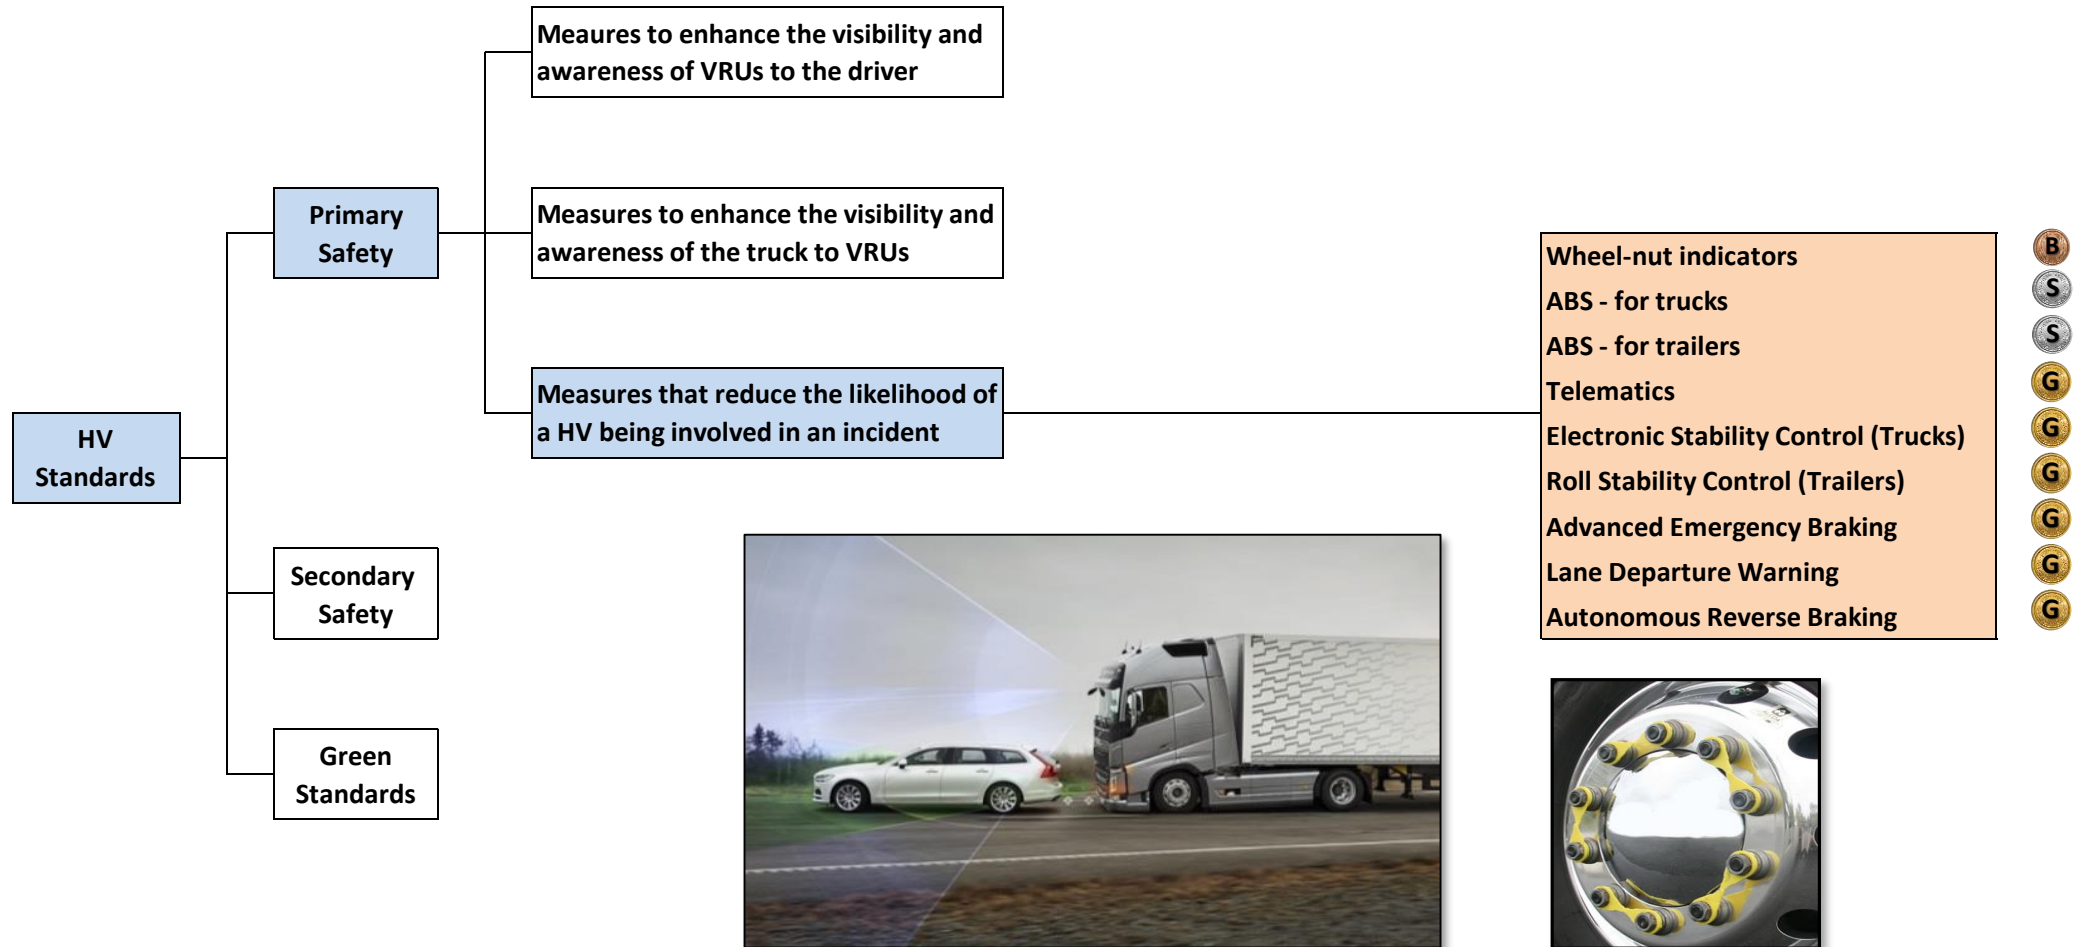 Meaures to enhance the visibility and
awareness of VRUs to the driver
Primary
Safety
Measures to enhance the visibility and
awareness of the truck to VRUs
Measures that reduce the likelihood of
a HV being involved in an incident
HV
Standards
Secondary
Safety
Green
Standards
Wheel-nut indicators B
ABS - for trucks S
ABS - for trailers S
Telematics G
Electronic Stability Control (Trucks) G
Roll Stability Control (Trailers) G
Advanced Emergency Braking G
Lane Departure Warning G
Autonomous Reverse Braking G